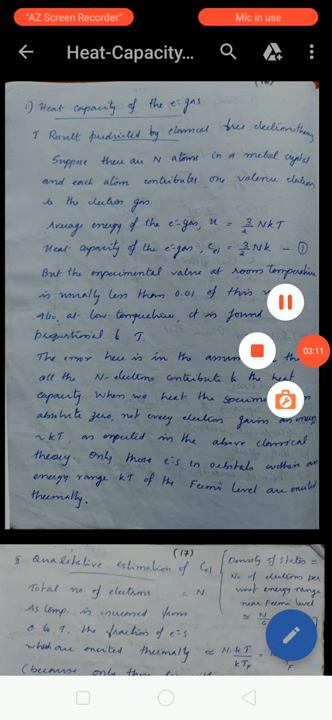 "AZ Screen Recorder"
Mic in use
Heat-Capacity...
i) Heat capacity of the e⁻gas.
I Result predicted by classical free electron theory
Suppose there are N atoms in a metal crystal
and each atom contributes one valence electron
to the electron gas.
Average energy of the e⁻gas, u = 3/2 NkT
Heat capacity of the e⁻gas, Cel = 3/2 Nk — ①
But the experimental value at room temperature
is usually less than 0.01 of this
Also, at low temperature, it is found
proportional to T.
The error here is in the
03:11
all the N-electrons contribute to the heat
capacity. When we heat the specimen
absolute zero, not every electron gains an energy
~kT, as expected in the above classical
theory. Only those e⁻s in orbitals within an
energy range kT of the Fermi level are excited
thermally.
(17)
§ Qualitative estimation of Cel
Density of states =
No. of electrons per
unit energy range
near Fermi level
Total no. of electrons = N
As temp. is increased from
0 to T, the fraction of e⁻s
which are excited thermally ≈ N·kT/kTF
(because only